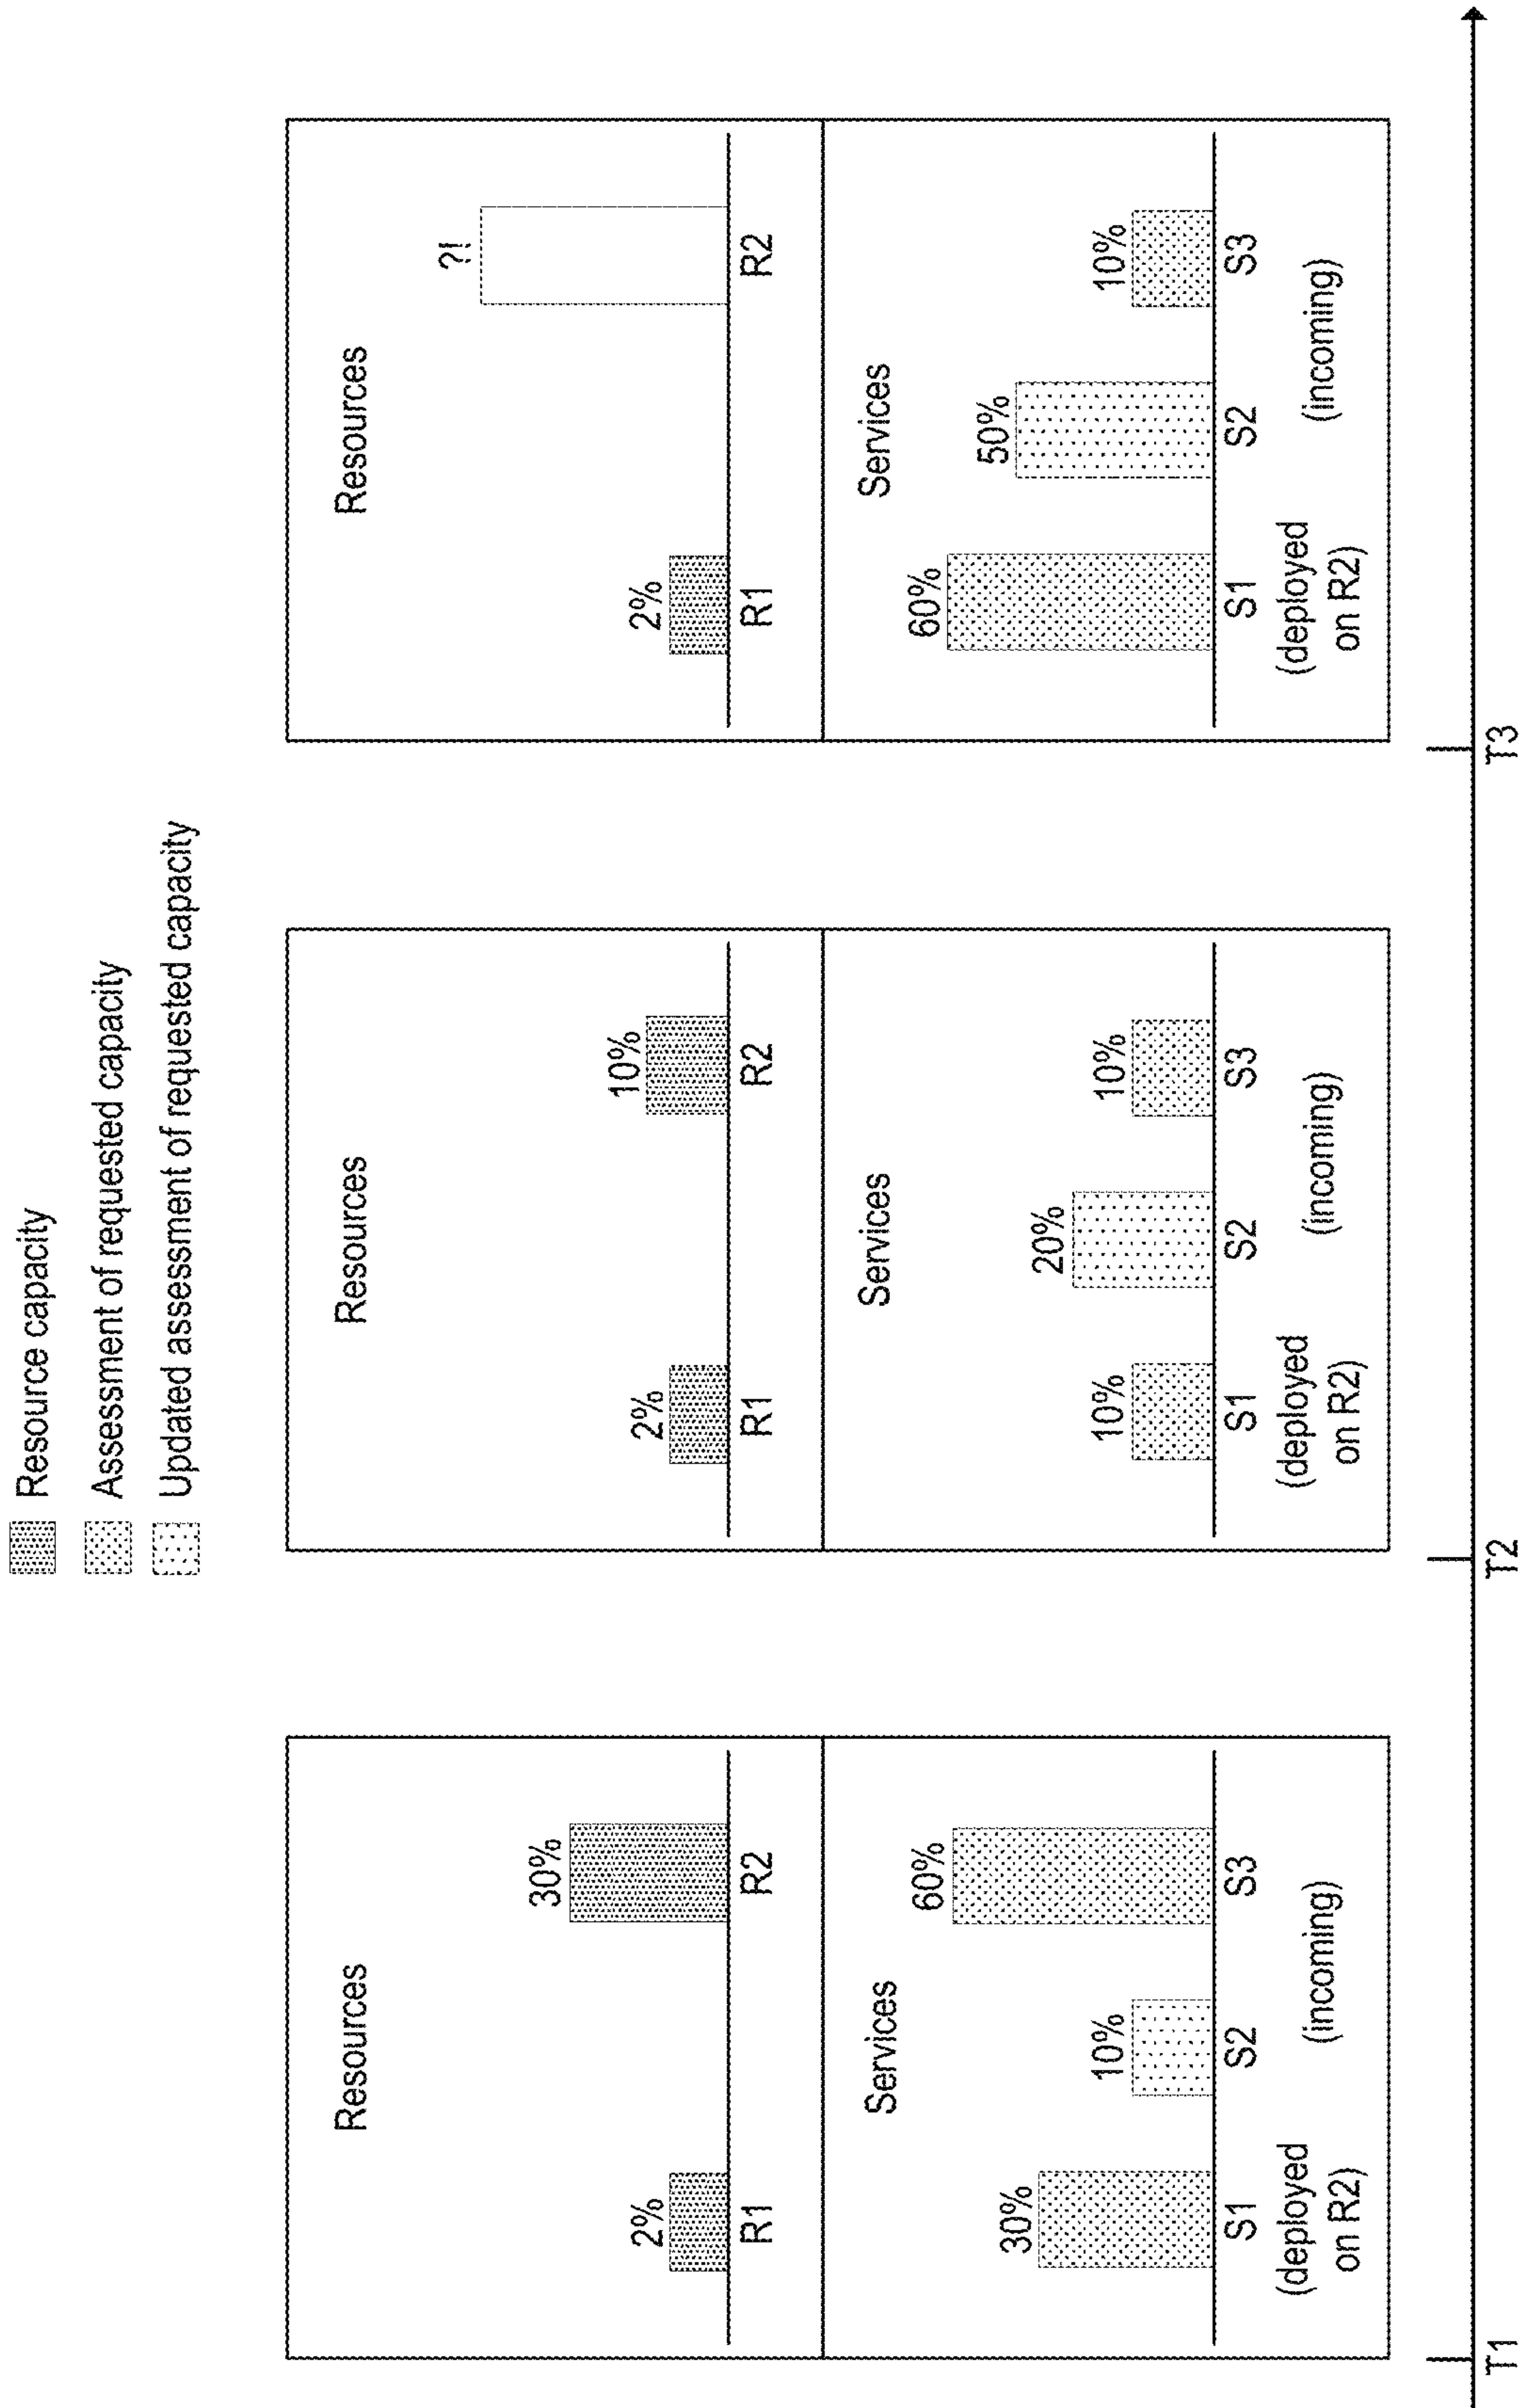 Resource capacity
Assessment of requested capacity
Updated assessment of requested capacity
Resources
2%
30%
R1
R2
Services
30%
10%
60%
S1
S2
S3
(deployed
on R2)
(incoming)
T1
Resources
2%
10%
R1
R2
Services
10%
20%
10%
S1
S2
S3
(deployed
on R2)
(incoming)
T2
Resources
2%
?!
R1
R2
Services
60%
50%
10%
S1
S2
S3
(deployed
on R2)
(incoming)
T3